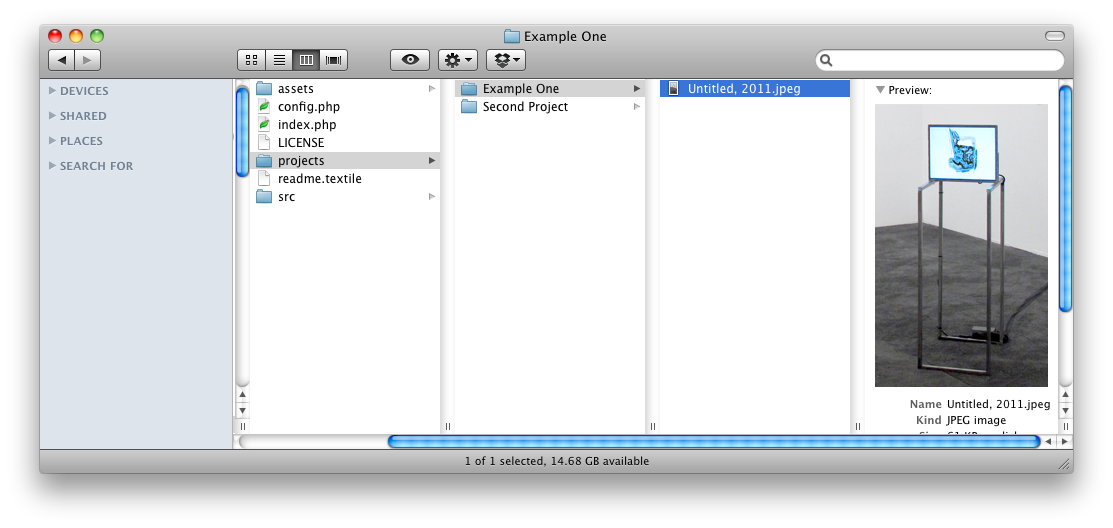 Example One
DEVICES
SHARED
PLACES
SEARCH FOR
assets
config.php
index.php
LICENSE
projects
readme.textile
src
Example One
Second Project
Untitled, 2011.jpeg
Preview:
Name Untitled, 2011.jpeg
Kind JPEG image
1 of 1 selected, 14.68 GB available